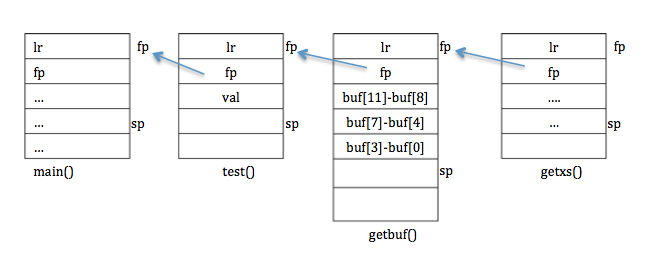 lr fp lr fp lr fp lr fp
fp fp fp fp
... val buf[11]-buf[8] ....
... sp sp buf[7]-buf[4] ... sp
... buf[3]-buf[0]
main() test() sp getxs()
getbuf()